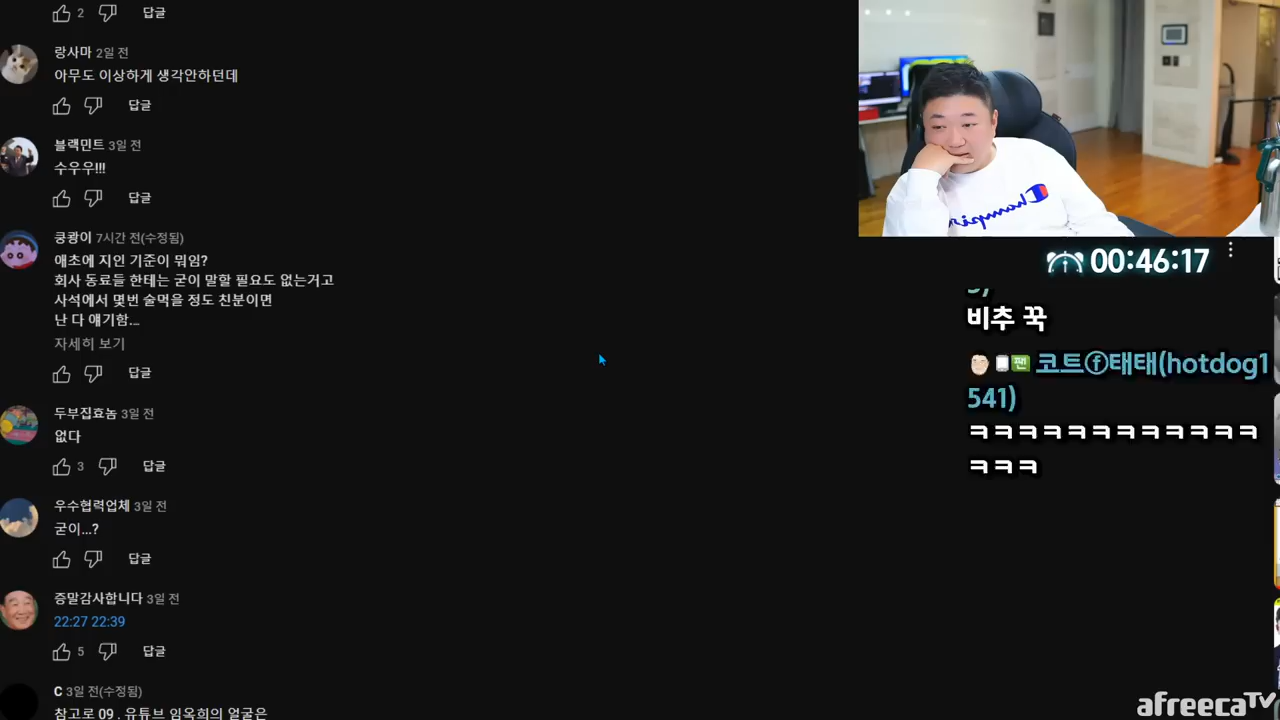 2 답글
랑사마 2일 전
아무도 이상하게 생각안하던데
답글
블랙민트 3일 전
수우우!!!
답글
킁쾅이 7시간 전(수정됨)
애초에 지인 기준이 뭐임?
회사 동료들 한테는 굳이 말할 필요도 없는거고
사석에서 몇번 술먹을 정도 친분이면
난 다 얘기함...
자세히 보기
답글
두부집효놈 3일 전
없다
3 답글
우수협력업체 3일 전
굳이...?
답글
증말감사합니다 3일 전
22:27 22:39
5 답글
C 3일 전(수정됨)
참고로 09 . 유튜브 임옥희의 얼굴은
Champion
00:46:17
비추 꾹
팬 코트ⓕ태태(hotdog1
541)
ㅋㅋㅋㅋㅋㅋㅋㅋㅋㅋㅋㅋ
ㅋㅋㅋ
afreecaTV